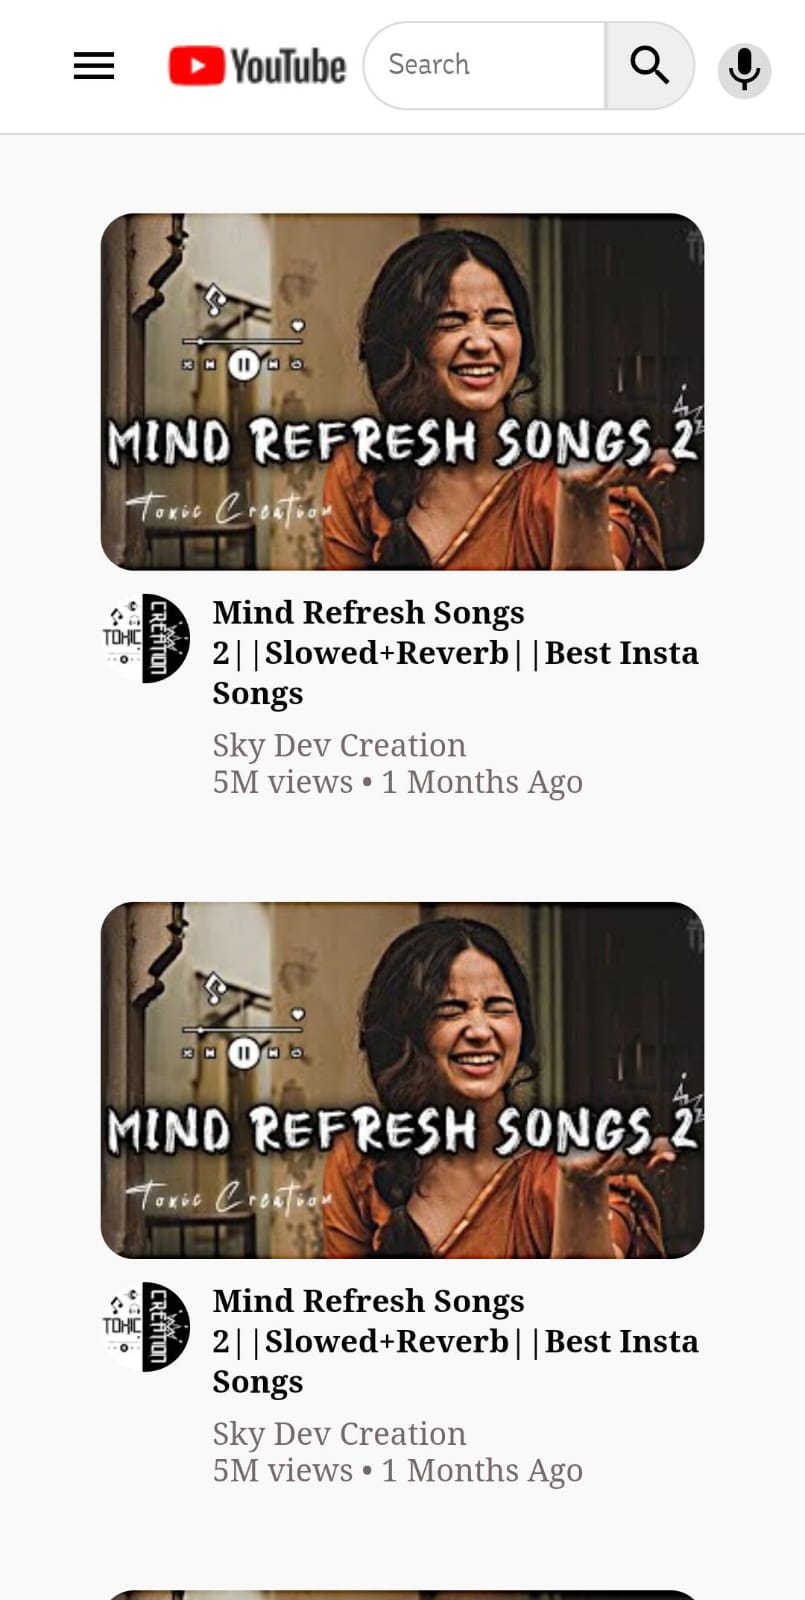 YouTube
Search
MIND REFRESH SONGS 2
Toxic Creation
TOXIC
CREATION
Mind Refresh Songs
2||Slowed+Reverb||Best Insta
Songs
Sky Dev Creation
5M views • 1 Months Ago
MIND REFRESH SONGS 2
Toxic Creation
TOXIC
CREATION
Mind Refresh Songs
2||Slowed+Reverb||Best Insta
Songs
Sky Dev Creation
5M views • 1 Months Ago